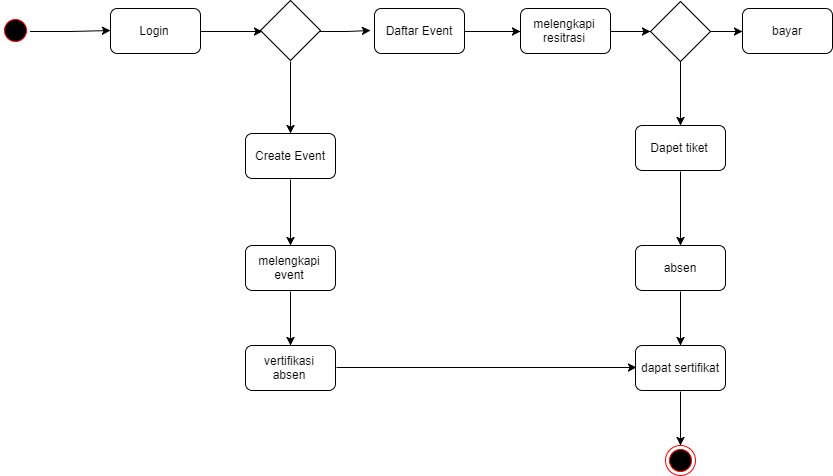 Login
Daftar Event
melengkapi
resitrasi
bayar
Create Event
Dapet tiket
melengkapi
event
absen
vertifikasi
absen
dapat sertifikat